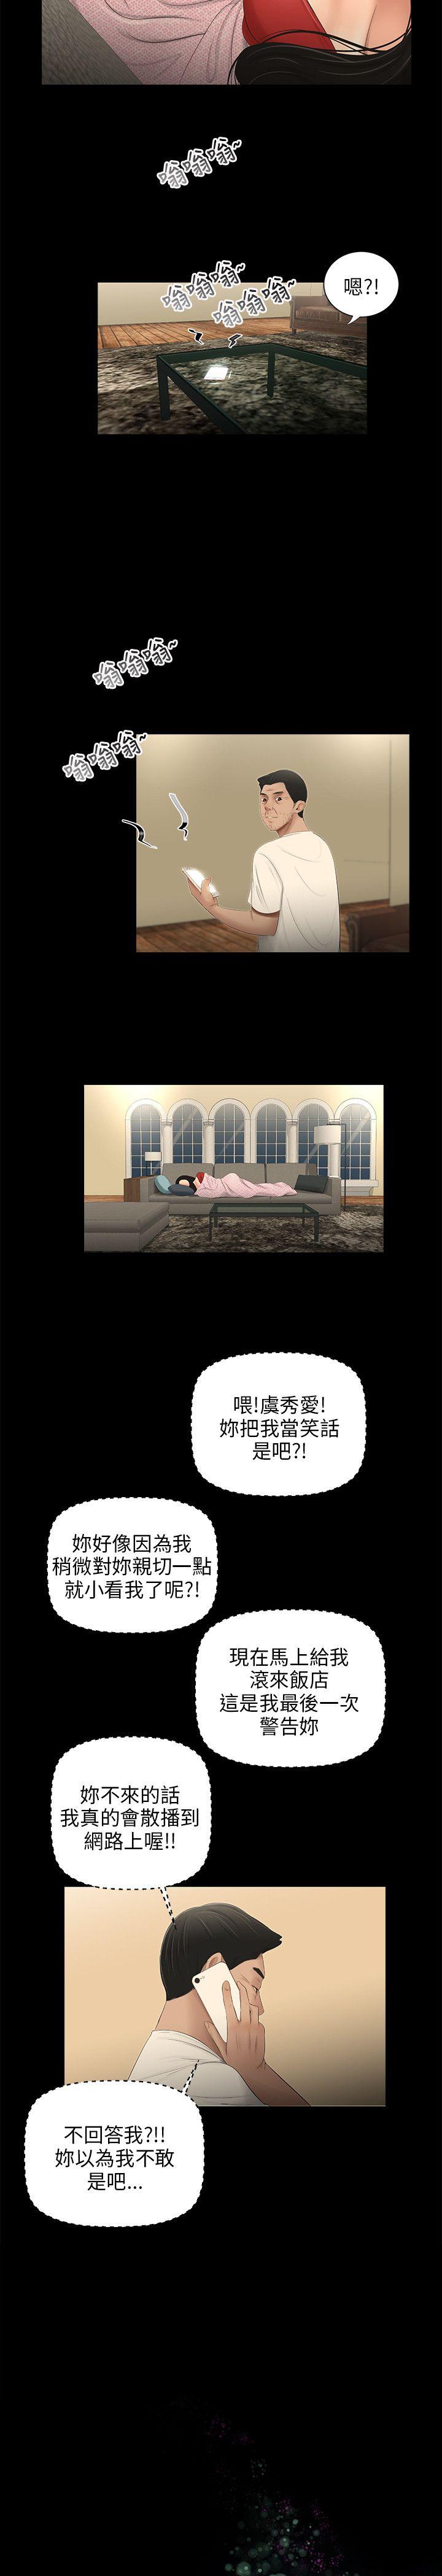 嗡嗡嗡~
嗯?!
嗡嗡嗡~
嗡嗡嗡~
嗡嗡嗡~
嗡嗡嗡~
喂!虞秀愛!
妳把我當笑話
是吧?!
妳好像因為我
稍微對妳親切一點
就小看我了呢?!
現在馬上給我
滾來飯店
這是我最後一次
警告妳
妳不來的話
我真的會散播到
網路上喔!!
不回答我?!!
妳以為我不敢
是吧...